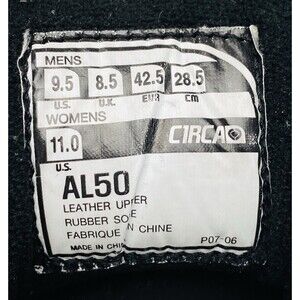 MENS
9.5 8.5 42.5 28.5
U.S. U.K. EUR CM
WOMENS
11.0 C1RCA
U.S.
AL50
LEATHER UPPER
RUBBER SOLE
FABRIQUE EN CHINE
MADE IN CHINA P07-06